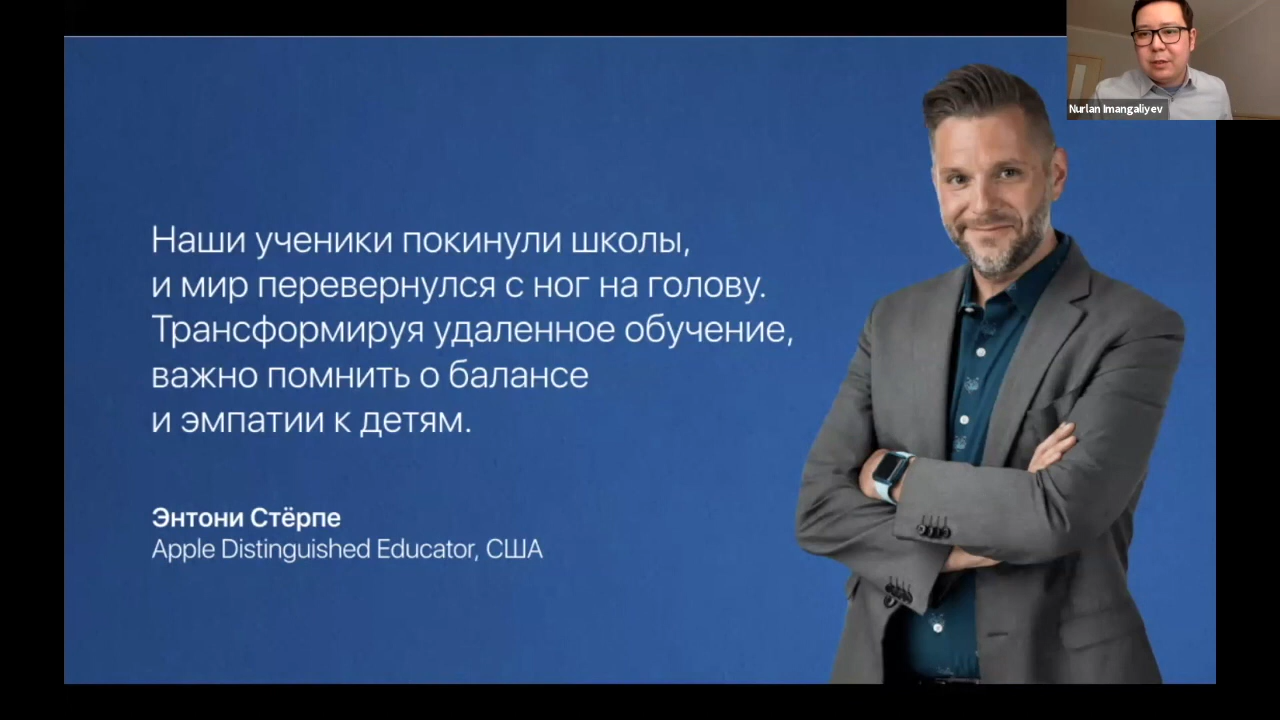 Nurlan Imangaliyev
Наши ученики покинули школы,
и мир перевернулся с ног на голову.
Трансформируя удаленное обучение,
важно помнить о балансе
и эмпатии к детям.
Энтони Стёрпе
Apple Distinguished Educator, США